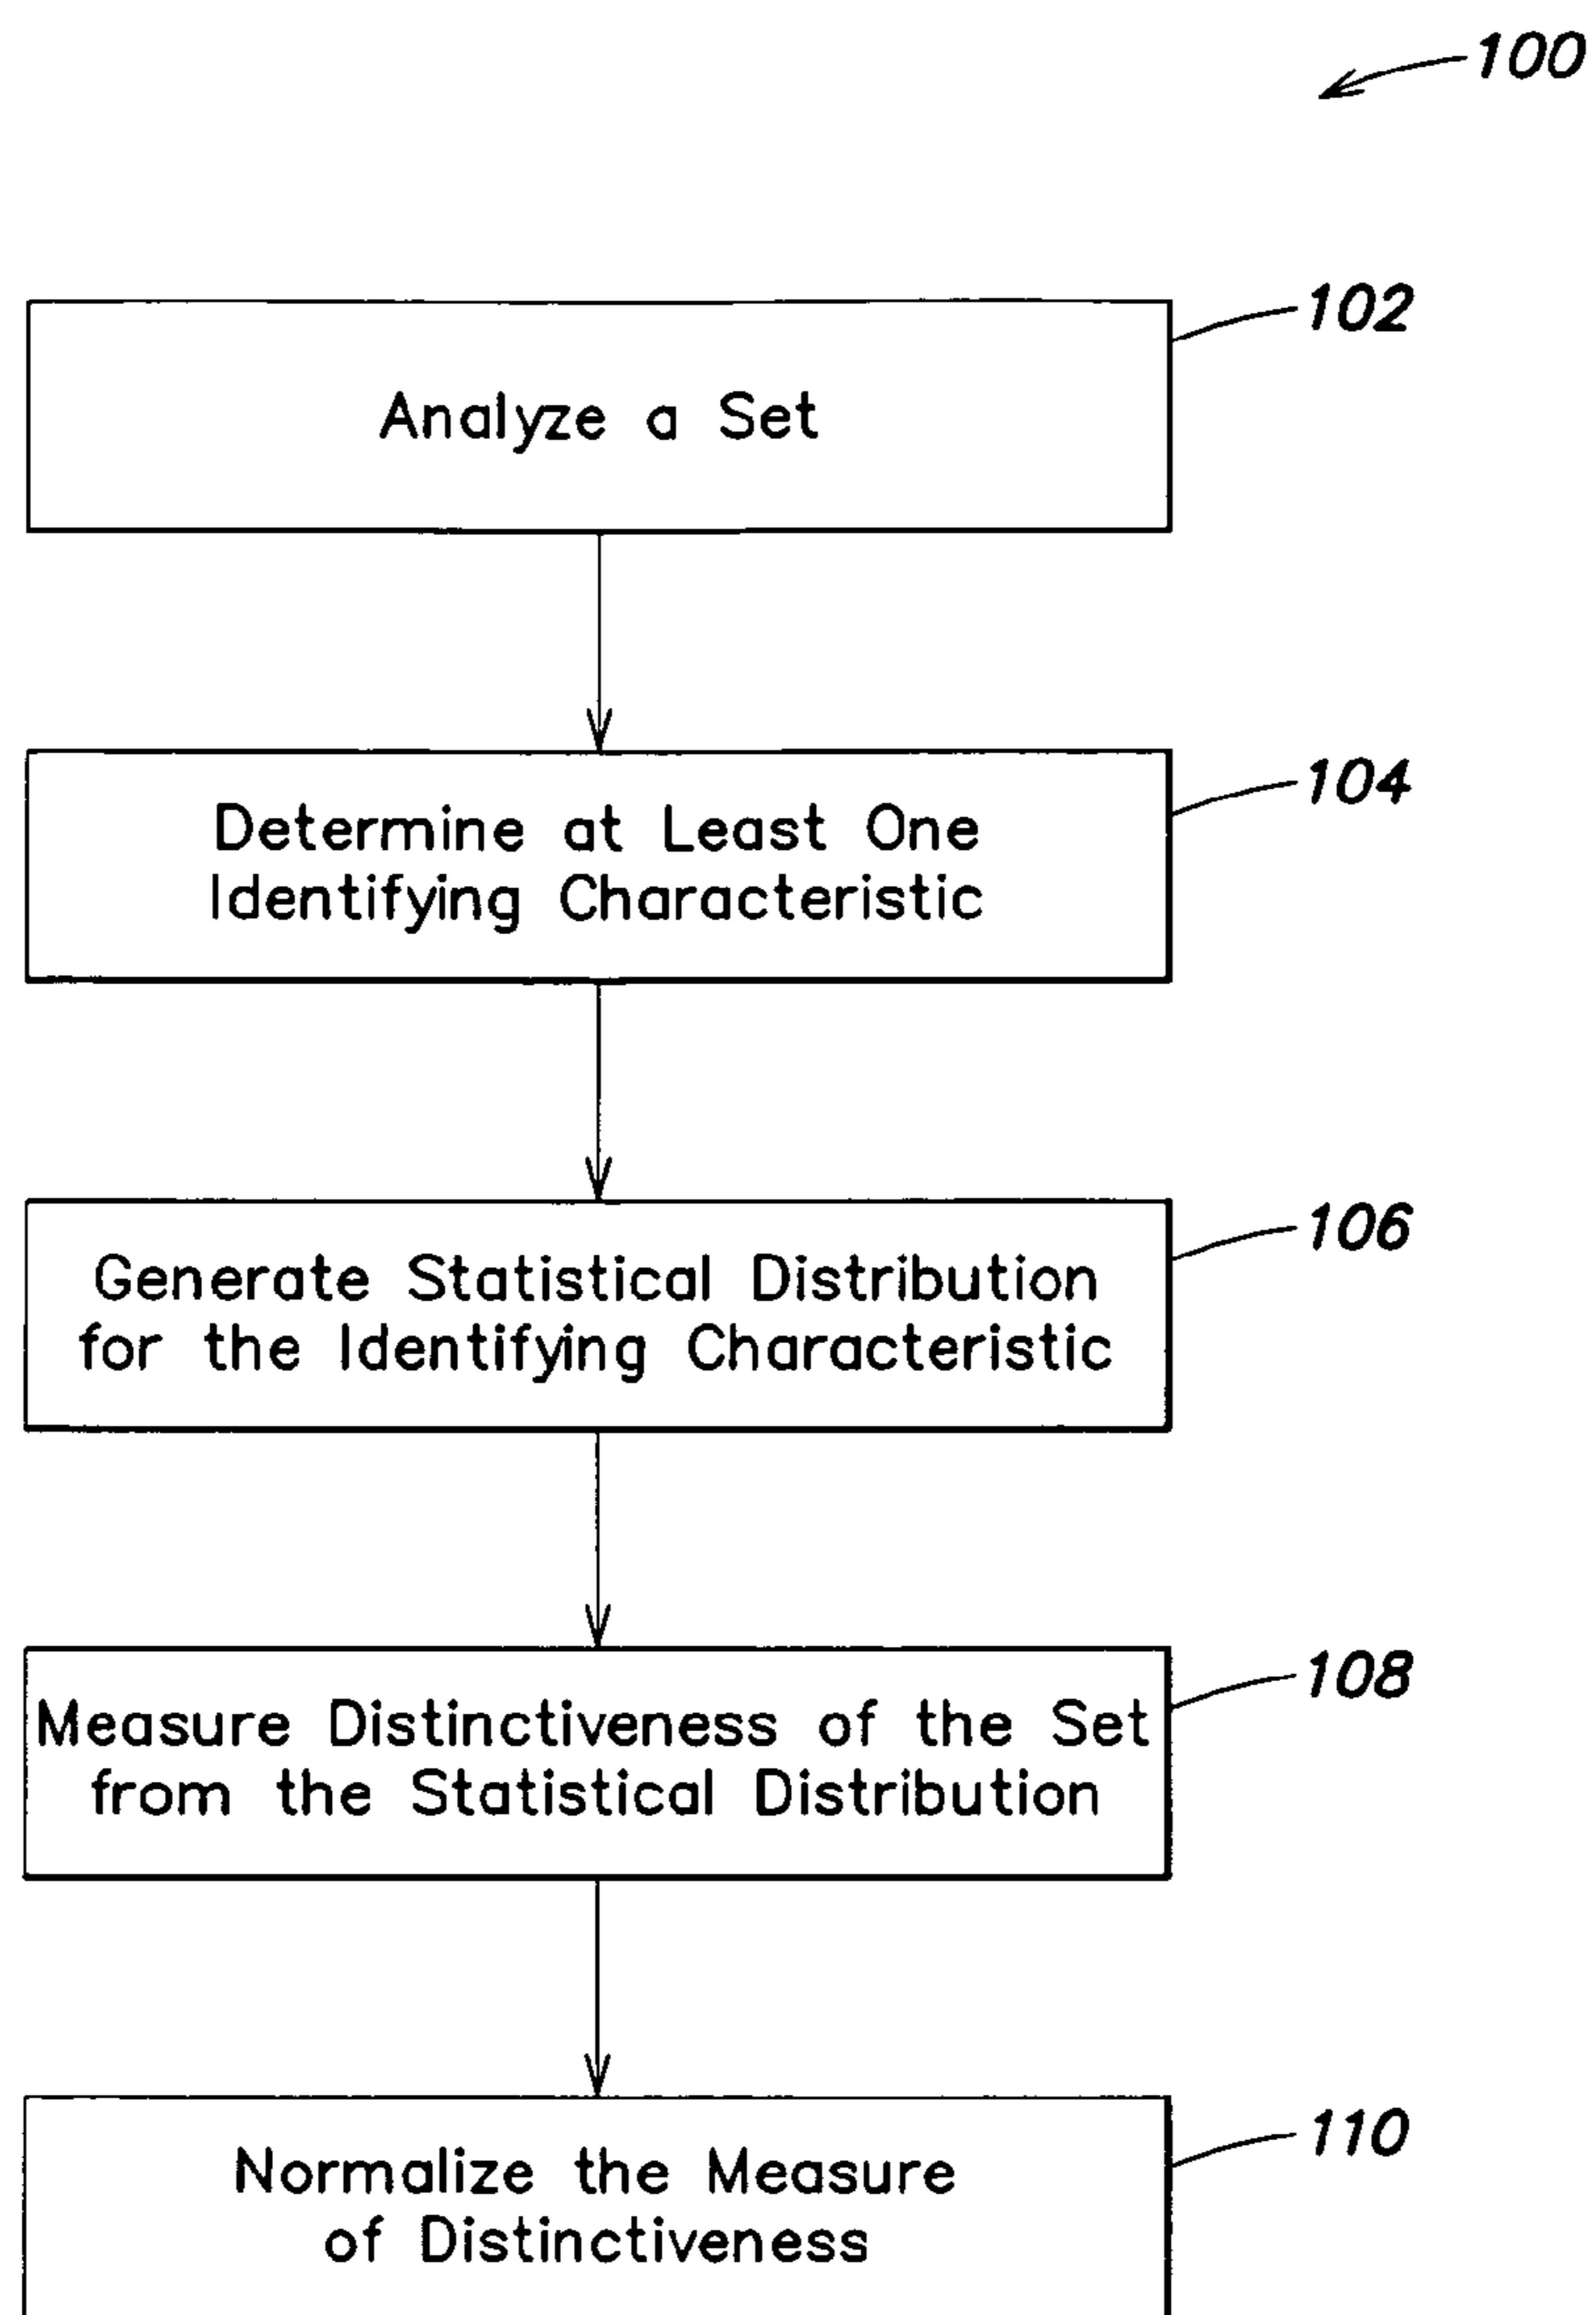 100
102
Analyze a Set
104
Determine at Least One
Identifying Characteristic
106
Generate Statistical Distribution
for the Identifying Characteristic
108
Measure Distinctiveness of the Set
from the Statistical Distribution
110
Normalize the Measure
of Distinctiveness